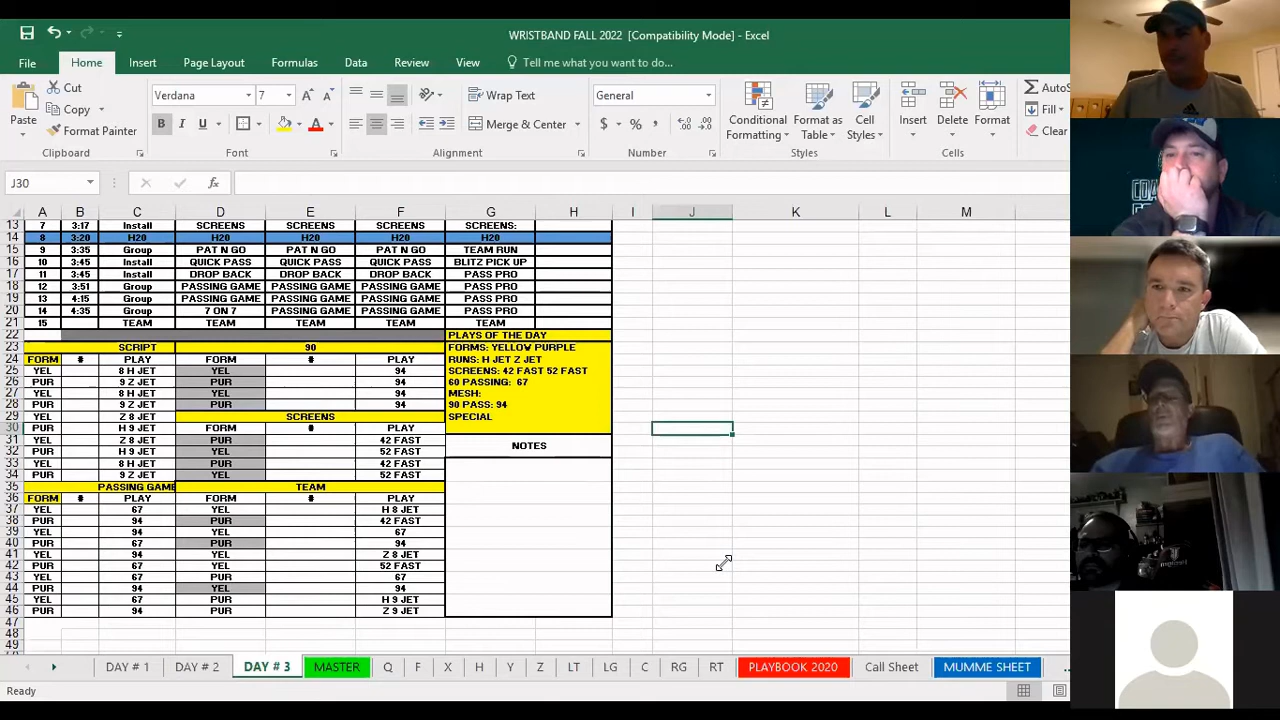 WRISTBAND FALL 2022 [Compatibility Mode] - Excel
File Home Insert Page Layout Formulas Data Review View Tell me what you want to do...
Cut Verdana 7 Wrap Text General AutoS
Copy Fill
Paste Format Painter B I U Merge & Center $ % Conditional Formatting Format as Table Cell Styles Insert Delete Format Clear
Clipboard Font Alignment Number Styles Cells
J30 fx
A B C D E F G H I J K L M
13 7 3:17 Install SCREENS SCREENS SCREENS SCREENS:
14 8 3:20 H20 H20 H20 H20 H20
15 9 3:35 Group PAT N GO PAT N GO PAT N GO TEAM RUN
16 10 3:45 Install QUICK PASS QUICK PASS QUICK PASS BLITZ PICK UP
17 11 3:45 Install DROP BACK DROP BACK DROP BACK PASS PRO
18 12 3:51 Group PASSING GAME PASSING GAME PASSING GAME PASS PRO
19 13 4:15 Group PASSING GAME PASSING GAME PASSING GAME PASS PRO
20 14 4:35 Group 7 ON 7 PASSING GAME PASSING GAME PASS PRO
21 15 TEAM TEAM TEAM TEAM TEAM
22 PLAYS OF THE DAY
23 SCRIPT 90 FORMS: YELLOW PURPLE
24 FORM # PLAY FORM # PLAY RUNS: H JET Z JET
25 YEL 8 H JET YEL 94 SCREENS: 42 FAST 52 FAST
26 PUR 9 Z JET PUR 94 60 PASSING: 67
27 YEL 8 H JET YEL 94 MESH:
28 PUR 9 Z JET PUR 94 90 PASS: 94
29 YEL Z 8 JET SCREENS SPECIAL
30 PUR H 9 JET FORM # PLAY
31 YEL Z 8 JET PUR 42 FAST NOTES
32 PUR H 9 JET YEL 52 FAST
33 YEL 8 H JET PUR 42 FAST
34 PUR 9 Z JET YEL 52 FAST
35 PASSING GAME TEAM
36 FORM # PLAY FORM # PLAY
37 YEL 67 YEL H 8 JET
38 PUR 94 PUR 42 FAST
39 YEL 94 YEL 67
40 PUR 67 PUR 94
41 YEL 94 YEL Z 8 JET
42 PUR 67 YEL 52 FAST
43 YEL 67 PUR 67
44 PUR 94 YEL 94
45 YEL 67 PUR H 9 JET
46 PUR 94 PUR Z 9 JET
47
48
49
DAY # 1 DAY # 2 DAY # 3 MASTER Q F X H Y Z LT LG C RG RT PLAYBOOK 2020 Call Sheet MUMME SHEET ...
Ready